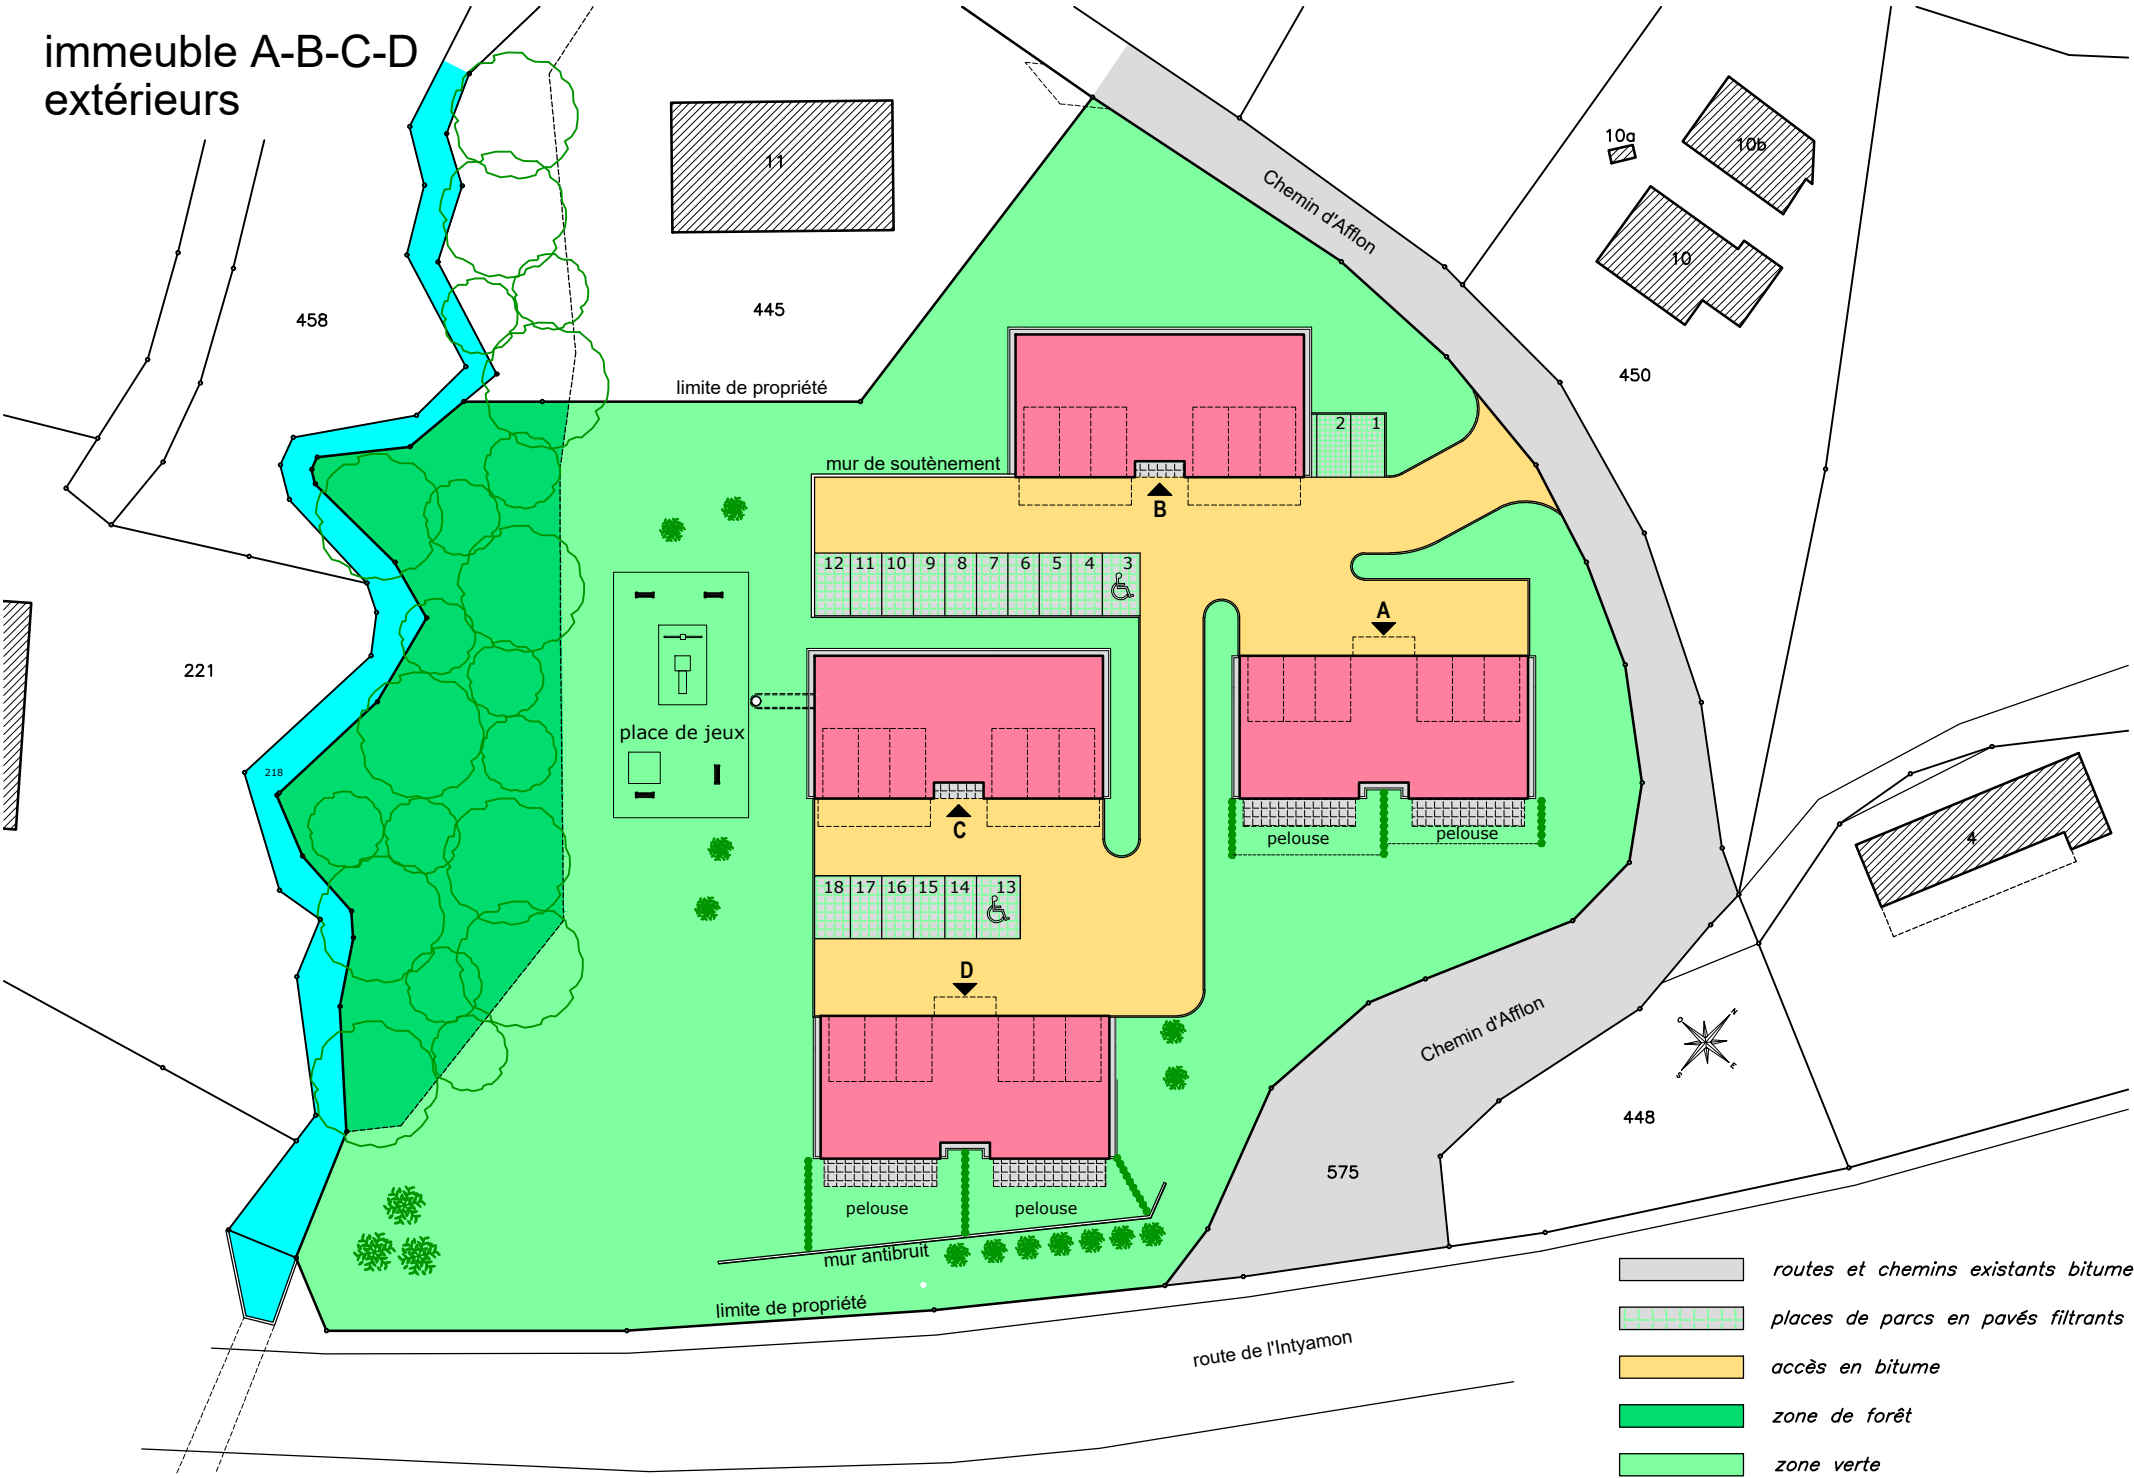 immeuble A-B-C-D
extérieurs
11
10a
10b
10
Chemin d'Afflon
458
445
450
limite de propriété
2 1
mur de soutènement
B
12 11 10 9 8 7 6 5 4 3
A
221
place de jeux
218
C
pelouse
pelouse
4
18 17 16 15 14 13
D
Chemin d'Afflon
O N
S E
448
575
pelouse
pelouse
mur antibruit
limite de propriété
route de l'Intyamon
routes et chemins existants bitume
places de parcs en pavés filtrants
accès en bitume
zone de forêt
zone verte